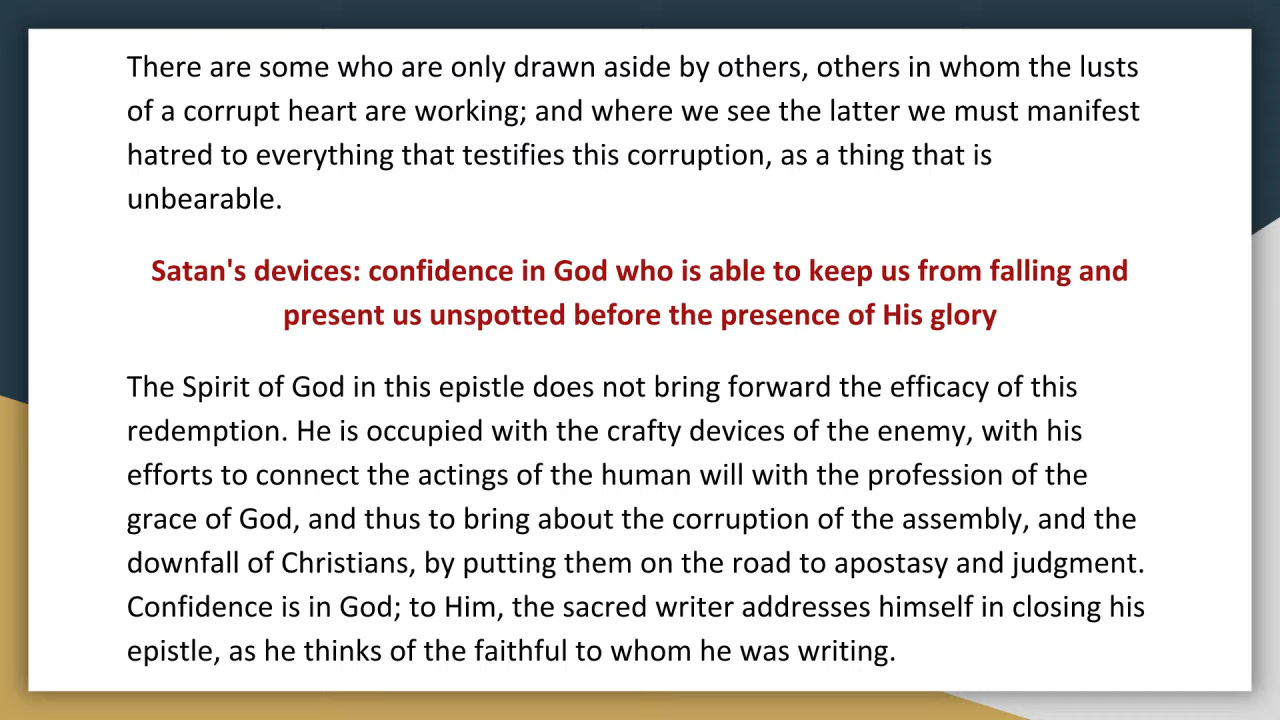 There are some who are only drawn aside by others, others in whom the lusts
of a corrupt heart are working; and where we see the latter we must manifest
hatred to everything that testifies this corruption, as a thing that is
unbearable.
Satan's devices: confidence in God who is able to keep us from falling and
present us unspotted before the presence of His glory
The Spirit of God in this epistle does not bring forward the efficacy of this
redemption. He is occupied with the crafty devices of the enemy, with his
efforts to connect the actings of the human will with the profession of the
grace of God, and thus to bring about the corruption of the assembly, and the
downfall of Christians, by putting them on the road to apostasy and judgment.
Confidence is in God; to Him, the sacred writer addresses himself in closing his
epistle, as he thinks of the faithful to whom he was writing.